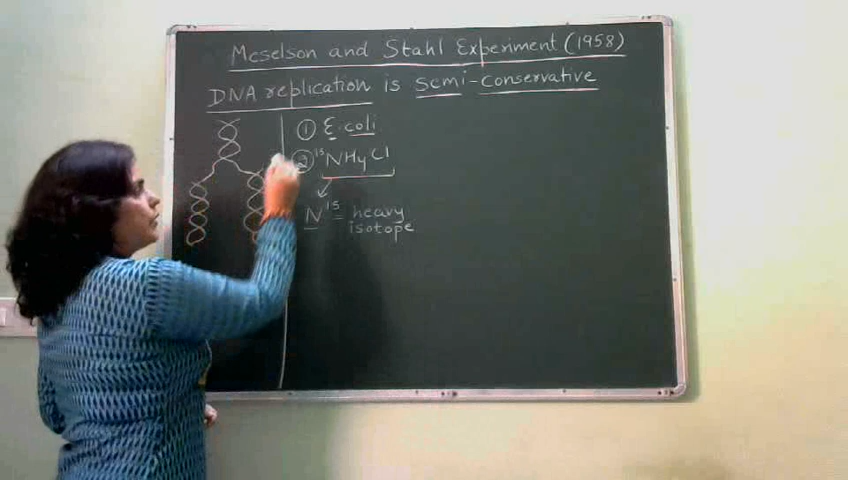 Meselson and Stahl Experiment (1958)
DNA replication is semi-conservative
① E.coli
② ¹⁵NH4Cl
N¹⁵ = heavy
isotope